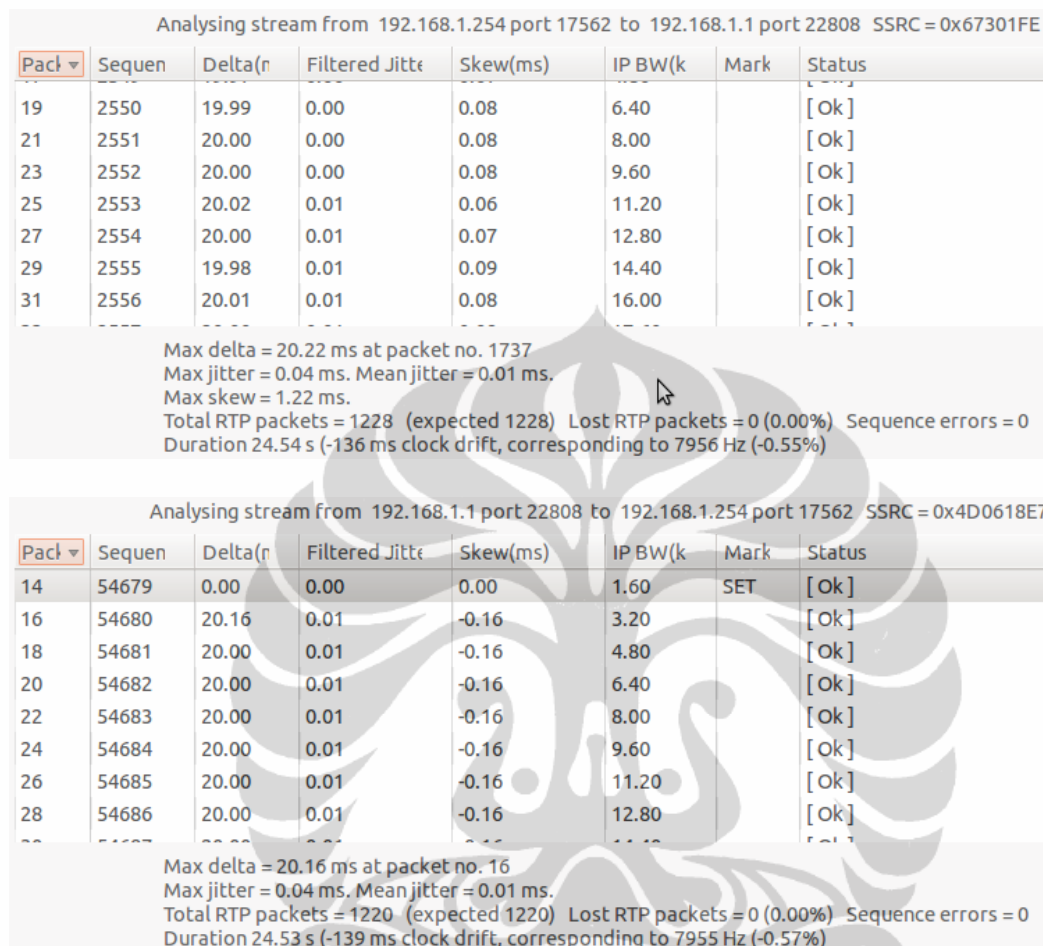 Analysing stream from 192.168.1.254 port 17562 to 192.168.1.1 port 22808 SSRC = 0x67301FE
Pack Sequen Delta(n Filtered Jitte Skew(ms) IP BW(k Mark Status
19 2550 19.99 0.00 0.08 6.40 [ Ok ]
21 2551 20.00 0.00 0.08 8.00 [ Ok ]
23 2552 20.00 0.00 0.08 9.60 [ Ok ]
25 2553 20.02 0.01 0.06 11.20 [ Ok ]
27 2554 20.00 0.01 0.07 12.80 [ Ok ]
29 2555 19.98 0.01 0.09 14.40 [ Ok ]
31 2556 20.01 0.01 0.08 16.00 [ Ok ]
Max delta = 20.22 ms at packet no. 1737
Max jitter = 0.04 ms. Mean jitter = 0.01 ms.
Max skew = 1.22 ms.
Total RTP packets = 1228 (expected 1228) Lost RTP packets = 0 (0.00%) Sequence errors = 0
Duration 24.54 s (-136 ms clock drift, corresponding to 7956 Hz (-0.55%)
Analysing stream from 192.168.1.1 port 22808 to 192.168.1.254 port 17562 SSRC = 0x4D0618E7
Pack Sequen Delta(n Filtered Jitte Skew(ms) IP BW(k Mark Status
14 54679 0.00 0.00 0.00 1.60 SET [ Ok ]
16 54680 20.16 0.01 -0.16 3.20 [ Ok ]
18 54681 20.00 0.01 -0.16 4.80 [ Ok ]
20 54682 20.00 0.01 -0.16 6.40 [ Ok ]
22 54683 20.00 0.01 -0.16 8.00 [ Ok ]
24 54684 20.00 0.01 -0.16 9.60 [ Ok ]
26 54685 20.00 0.01 -0.16 11.20 [ Ok ]
28 54686 20.00 0.01 -0.16 12.80 [ Ok ]
Max delta = 20.16 ms at packet no. 16
Max jitter = 0.04 ms. Mean jitter = 0.01 ms.
Total RTP packets = 1220 (expected 1220) Lost RTP packets = 0 (0.00%) Sequence errors = 0
Duration 24.53 s (-139 ms clock drift, corresponding to 7955 Hz (-0.57%)